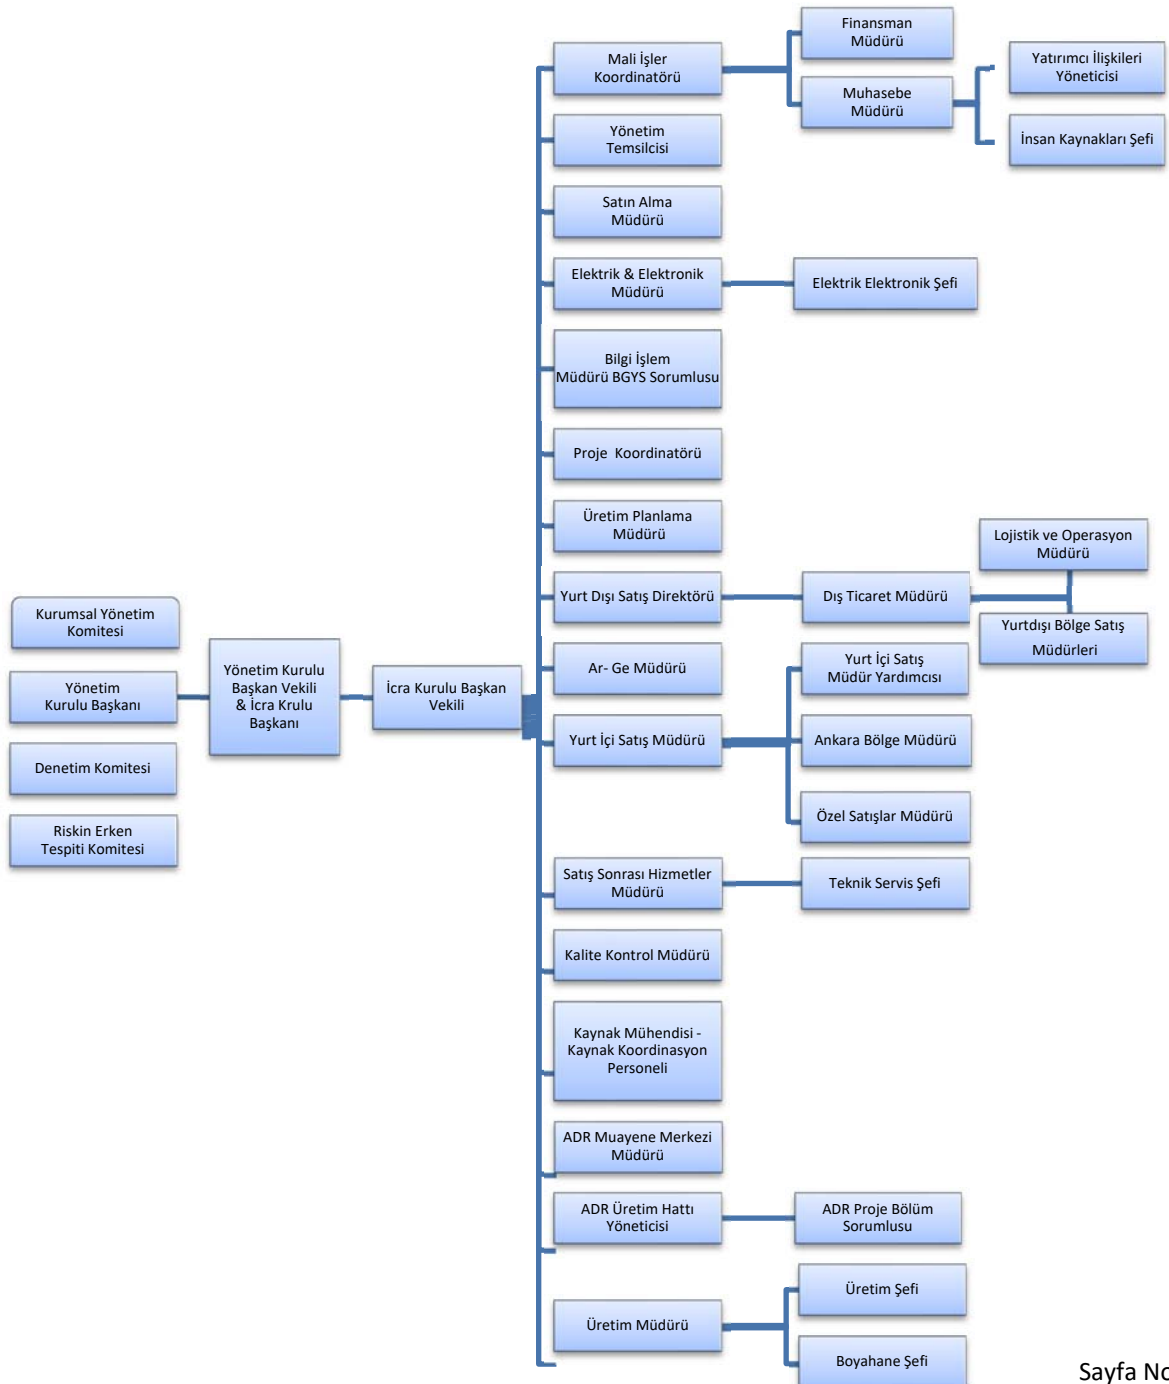 Finansman
Müdürü
Mali İşler
Koordinatörü
Yatırımcı İlişkileri
Yöneticisi
Muhasebe
Müdürü
İnsan Kaynakları Şefi
Yönetim
Temsilcisi
Satın Alma
Müdürü
Elektrik & Elektronik
Müdürü
Elektrik Elektronik Şefi
Bilgi İşlem
Müdürü BGYS Sorumlusu
Proje Koordinatörü
Üretim Planlama
Müdürü
Lojistik ve Operasyon
Müdürü
Yurt Dışı Satış Direktörü
Dış Ticaret Müdürü
Yurtdışı Bölge Satış
Müdürleri
Kurumsal Yönetim
Komitesi
Yönetim
Kurulu Başkanı
Denetim Komitesi
Riskin Erken
Tespiti Komitesi
Yönetim Kurulu
Başkan Vekili
& İcra Krulu
Başkanı
İcra Kurulu Başkan
Vekili
Ar- Ge Müdürü
Yurt İçi Satış Müdürü
Yurt İçi Satış
Müdür Yardımcısı
Ankara Bölge Müdürü
Özel Satışlar Müdürü
Satış Sonrası Hizmetler
Müdürü
Teknik Servis Şefi
Kalite Kontrol Müdürü
Kaynak Mühendisi -
Kaynak Koordinasyon
Personeli
ADR Muayene Merkezi
Müdürü
ADR Üretim Hattı
Yöneticisi
ADR Proje Bölüm
Sorumlusu
Üretim Müdürü
Üretim Şefi
Boyahane Şefi
Sayfa No